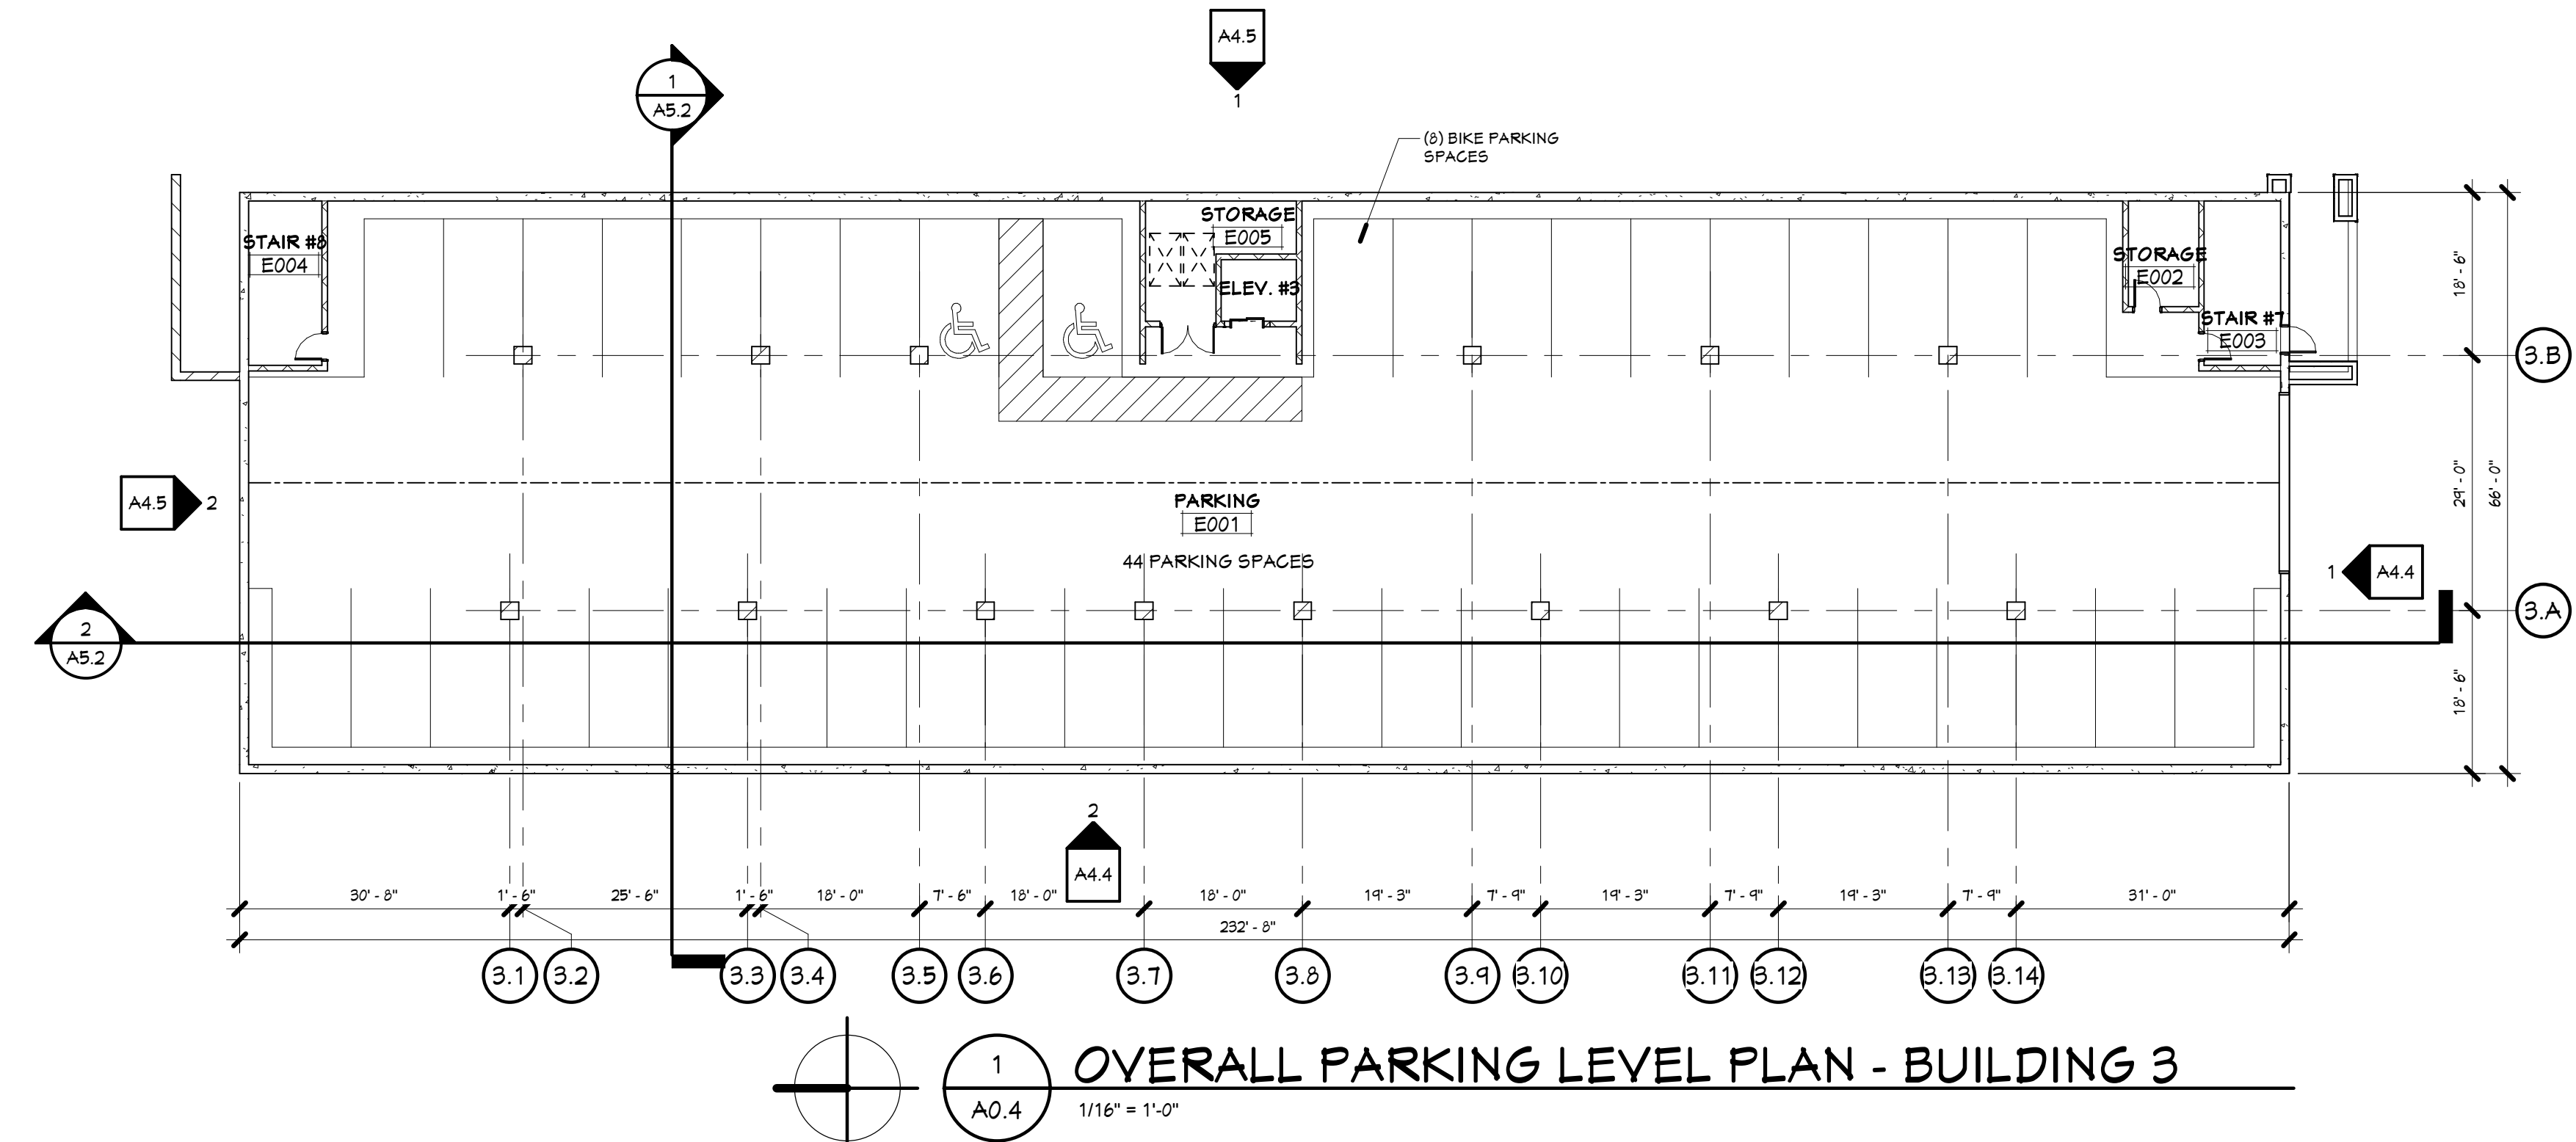 A4.5
1
1
A5.2
(8) BIKE PARKING
SPACES
STORAGE
E005
STAIR #8
E004
ELEV. #3
STORAGE
E002
STAIR #7
E003
18' - 6"
3.B
29' - 0"
66' - 0"
A4.5
2
PARKING
E001
44 PARKING SPACES
1
A4.4
3.A
2
A5.2
18' - 6"
2
A4.4
30' - 8"
1' - 6"
25' - 6"
1' - 6"
18' - 0"
7' - 6"
18' - 0"
18' - 0"
19' - 3"
7' - 9"
19' - 3"
7' - 9"
19' - 3"
7' - 9"
31' - 0"
232' - 8"
3.1
3.2
3.3
3.4
3.5
3.6
3.7
3.8
3.9
3.10
3.11
3.12
3.13
3.14
1
A0.4
OVERALL PARKING LEVEL PLAN - BUILDING 3
1/16" = 1'-0"